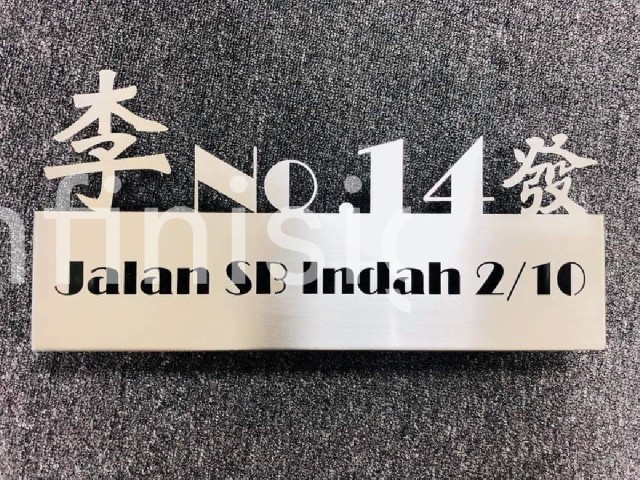 李 No.14 發
Jalan SB Indah 2/10